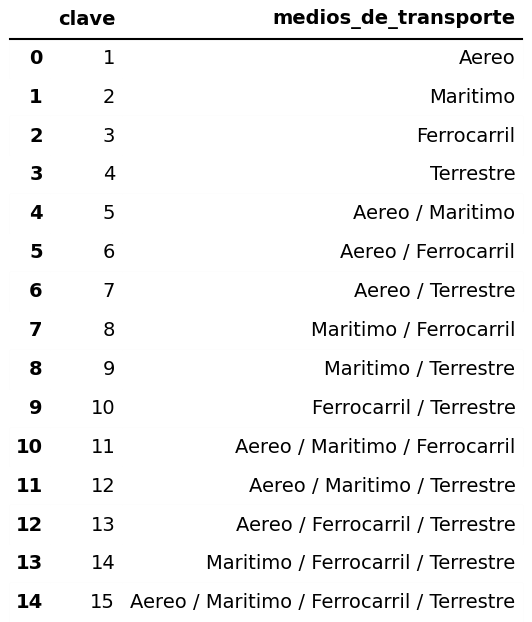 clave medios_de_transporte
0 1 Aereo
1 2 Maritimo
2 3 Ferrocarril
3 4 Terrestre
4 5 Aereo / Maritimo
5 6 Aereo / Ferrocarril
6 7 Aereo / Terrestre
7 8 Maritimo / Ferrocarril
8 9 Maritimo / Terrestre
9 10 Ferrocarril / Terrestre
10 11 Aereo / Maritimo / Ferrocarril
11 12 Aereo / Maritimo / Terrestre
12 13 Aereo / Ferrocarril / Terrestre
13 14 Maritimo / Ferrocarril / Terrestre
14 15 Aereo / Maritimo / Ferrocarril / Terrestre